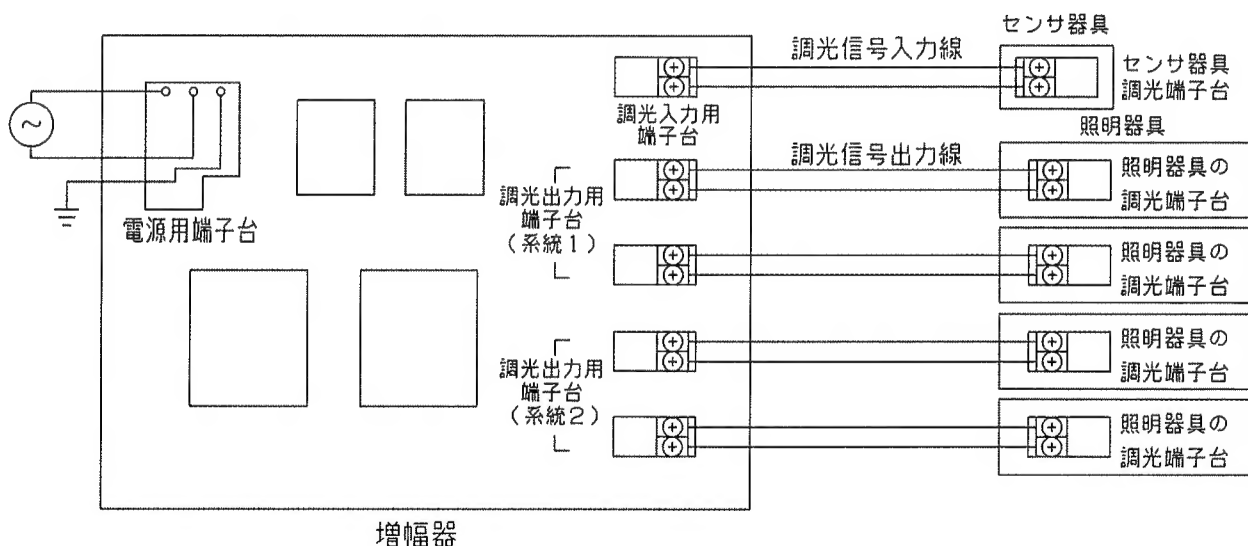 センサ器具
調光信号入力線
センサ器具
調光端子台
調光入力用
端子台
照明器具
調光信号出力線
照明器具の
調光端子台
電源用端子台
調光出力用
端子台
(系統1)
照明器具の
調光端子台
調光出力用
端子台
(系統2)
照明器具の
調光端子台
照明器具の
調光端子台
増幅器